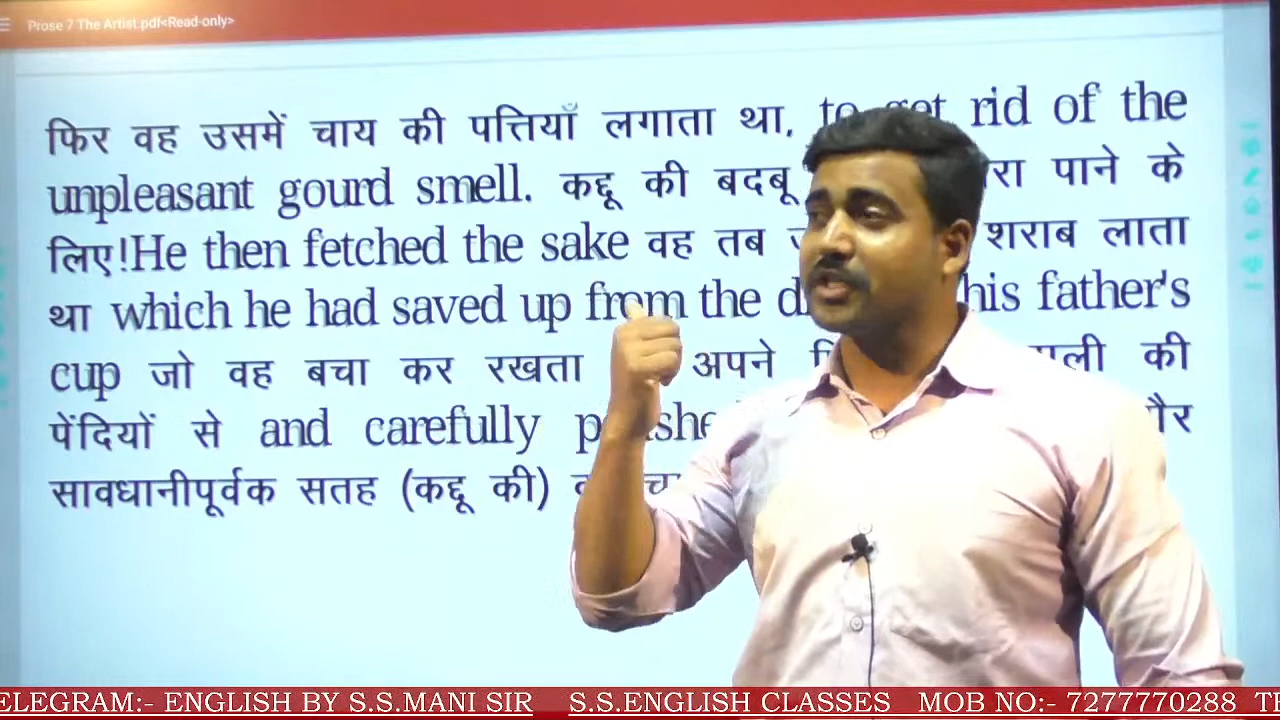 Prose 7 The Artist.pdf<Read-only>
फिर वह उसमें चाय की पत्तियाँ लगाता था, to get rid of the
unpleasant gourd smell. कद्दू की बदबू रा पाने के
लिए!He then fetched the sake वह तब शराब लाता
था which he had saved up from the his father's
cup जो वह बचा कर रखता अपने की
पेंदियों से and carefully
सावधानीपूर्वक सतह (कद्दू की)
ELEGRAM:- ENGLISH BY S.S.MANI SIR S.S.ENGLISH CLASSES MOB NO:- 7277770288